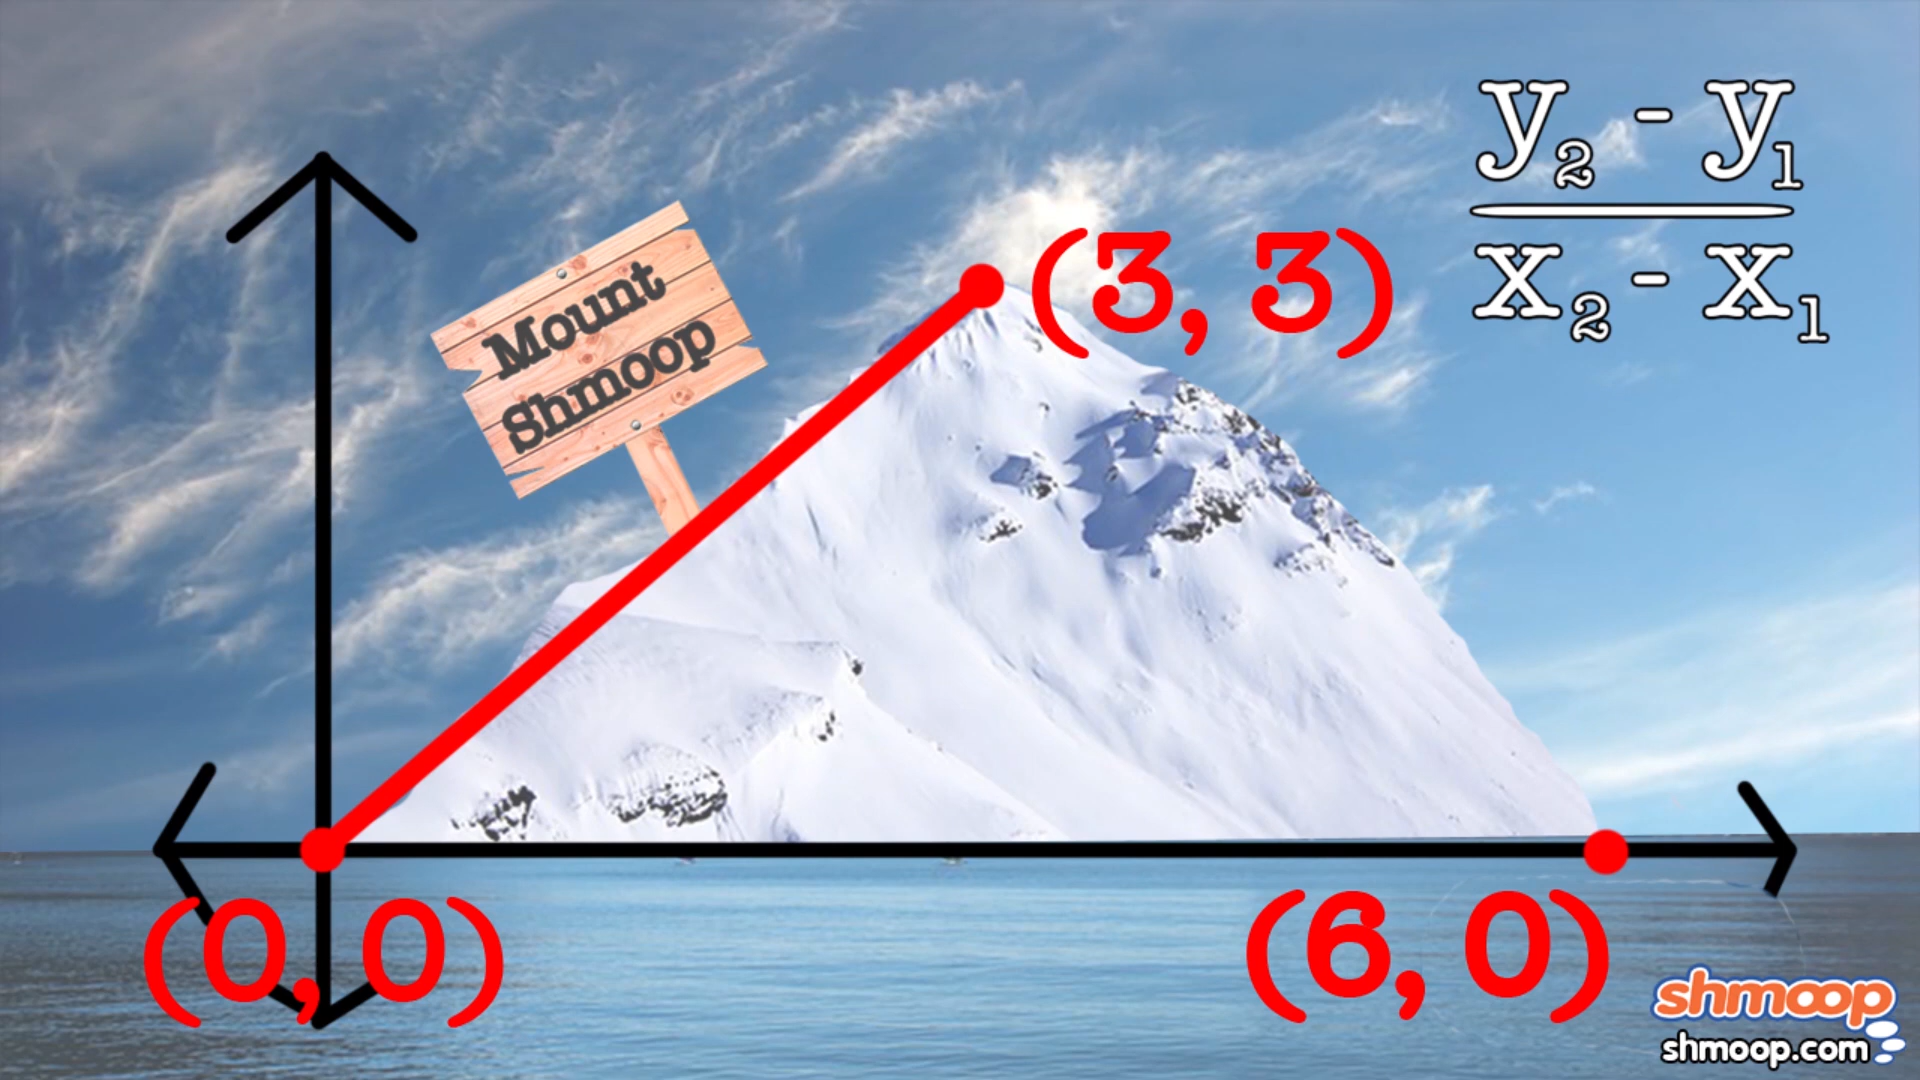 y₂ - y₁
x₂ - x₁
(3, 3)
Mount
Shmoop
(0, 0)
(6, 0)
shmoop
shmoop.com